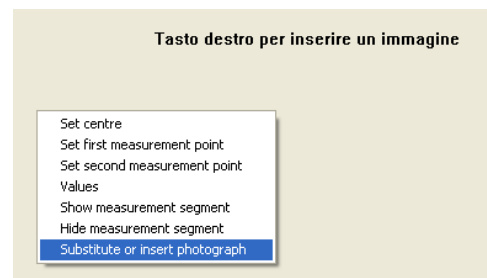 Tasto destro per inserire un immagine
Set centre
Set first measurement point
Set second measurement point
Values
Show measurement segment
Hide measurement segment
Substitute or insert photograph